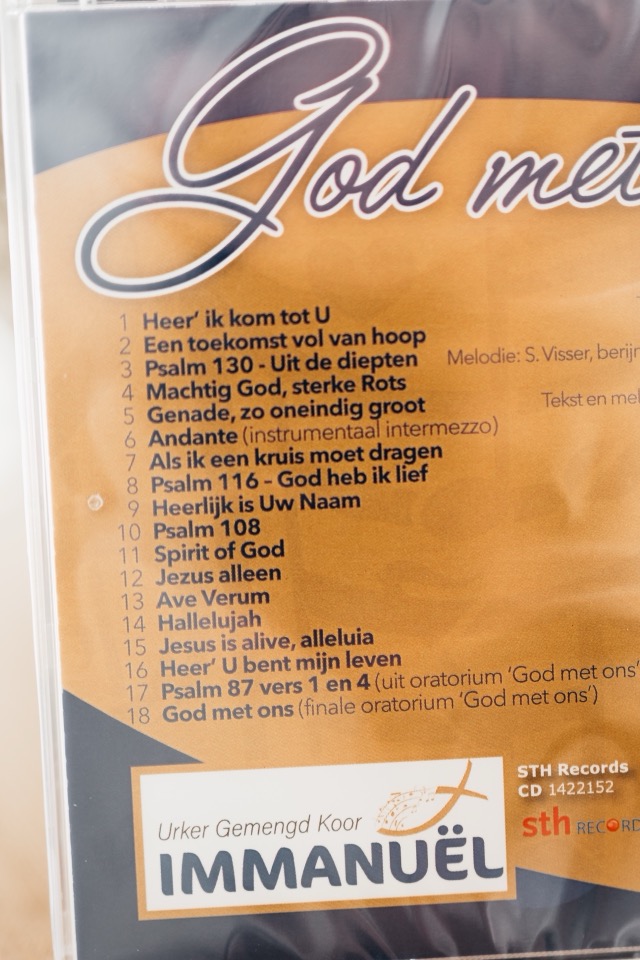 God met
1 Heer' ik kom tot U
2 Een toekomst vol van hoop
3 Psalm 130 - Uit de diepten Melodie: S. Visser, berijm
4 Machtig God, sterke Rots
5 Genade, zo oneindig groot Tekst en mel
6 Andante (instrumentaal intermezzo)
7 Als ik een kruis moet dragen
8 Psalm 116 - God heb ik lief
9 Heerlijk is Uw Naam
10 Psalm 108
11 Spirit of God
12 Jezus alleen
13 Ave Verum
14 Hallelujah
15 Jesus is alive, alleluia
16 Heer' U bent mijn leven
17 Psalm 87 vers 1 en 4 (uit oratorium 'God met ons'
18 God met ons (finale oratorium 'God met ons')
STH Records
CD 1422152
sth RECORD
Urker Gemengd Koor
IMMANUËL